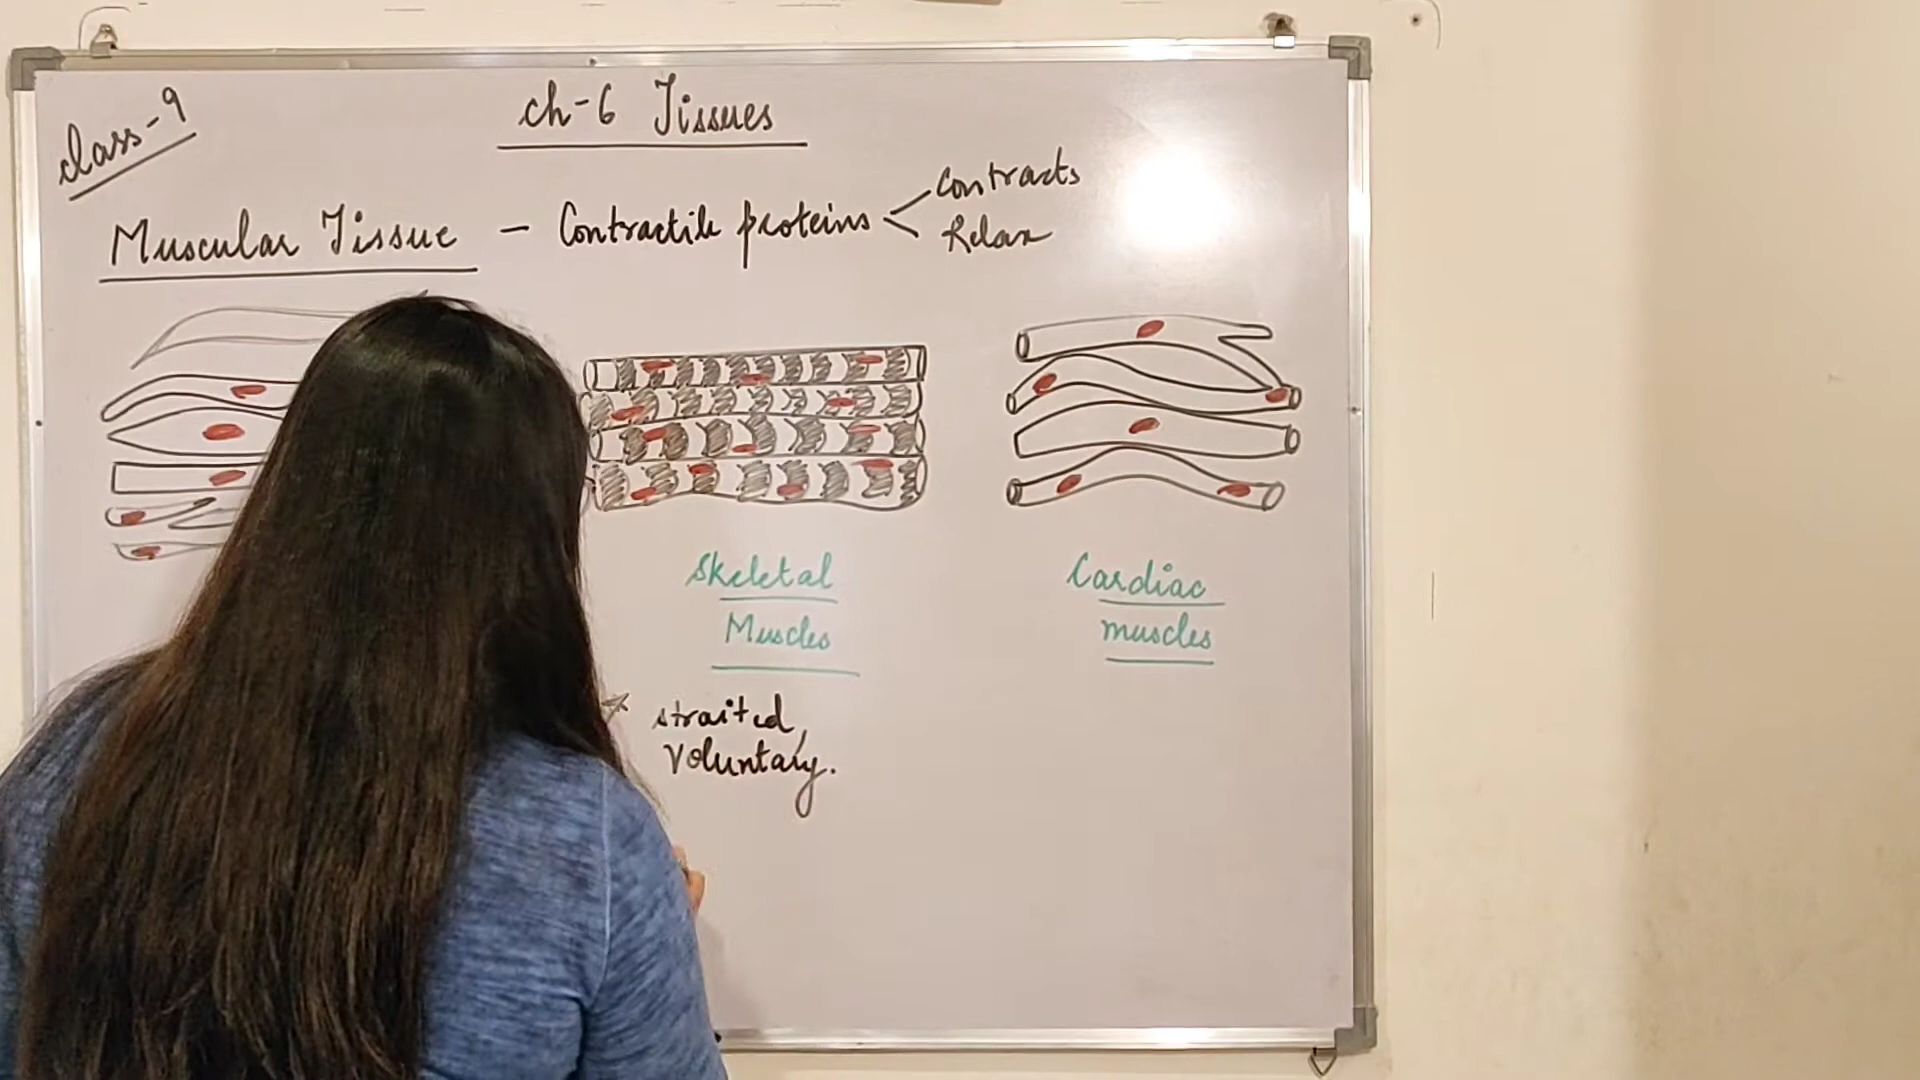 class-9
ch-6 Tissues
Muscular Tissue - Contractile proteins < Contracts
Relax
Skeletal
Muscles
Cardiac
muscles
* straited,
voluntary.